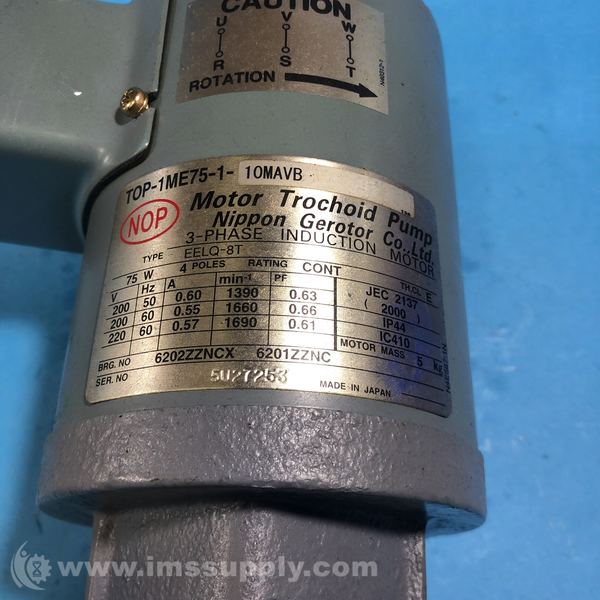 CAUTION
U V W
R S T
ROTATION
TOP-1ME75-1- 10MAVB
NOP Motor Trochoid Pump
Nippon Gerotor Co.,Ltd.
3-PHASE INDUCTION MOTOR
TYPE EELQ-8T
75 W 4 POLES RATING CONT TH.CL E
V Hz A min⁻¹ PF JEC 2137
200 50 0.60 1390 0.63 (2000)
200 60 0.55 1660 0.66 IP44
220 60 0.57 1690 0.61 IC410
MOTOR MASS 5 Kg
BRG. NO 6202ZZNCX 6201ZZNC
SER. NO 5U27253 MADE IN JAPAN
www.imssupply.com